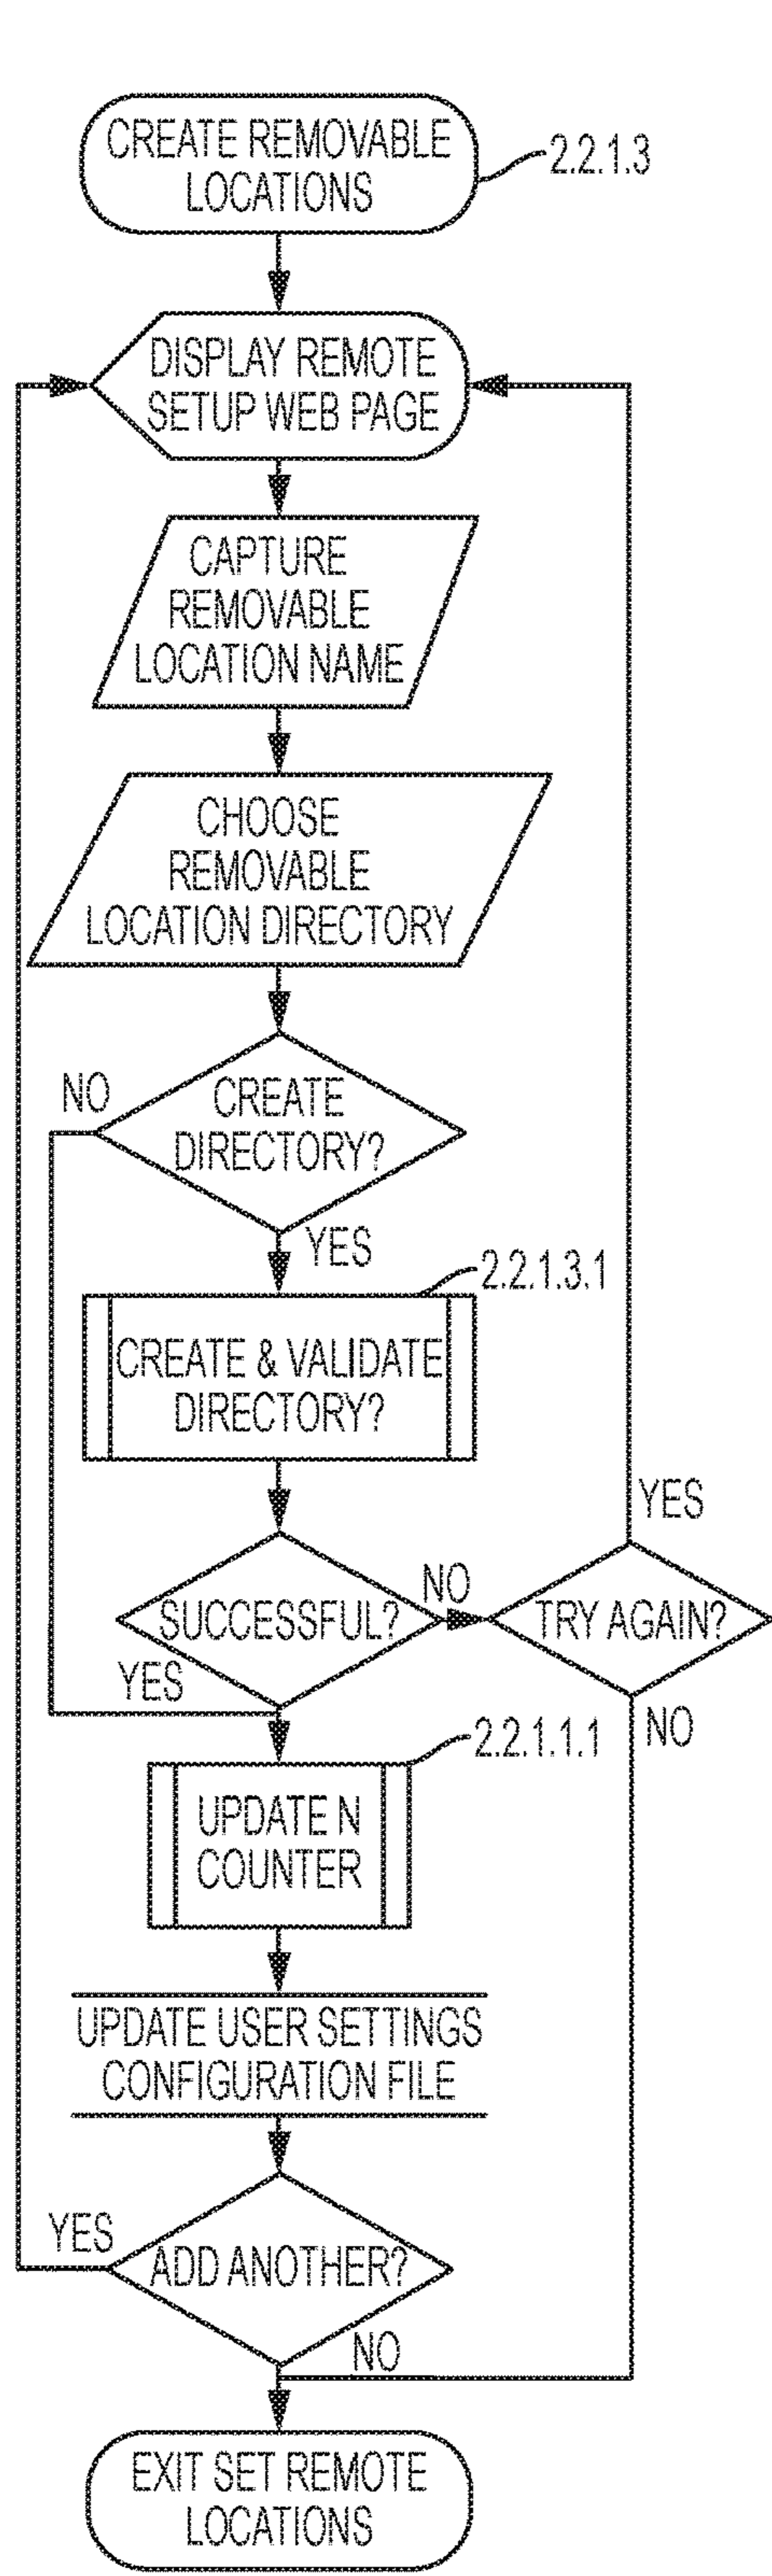 CREATE REMOVABLE
LOCATIONS
2.2.1.3
DISPLAY REMOTE
SETUP WEB PAGE
CAPTURE
REMOVABLE
LOCATION NAME
CHOOSE
REMOVABLE
LOCATION DIRECTORY
NO
CREATE
DIRECTORY?
YES
2.2.1.3.1
CREATE & VALIDATE
DIRECTORY?
YES
NO
SUCCESSFUL?
TRY AGAIN?
YES
NO
2.2.1.1.1
UPDATE N
COUNTER
UPDATE USER SETTINGS
CONFIGURATION FILE
YES
ADD ANOTHER?
NO
EXIT SET REMOTE
LOCATIONS